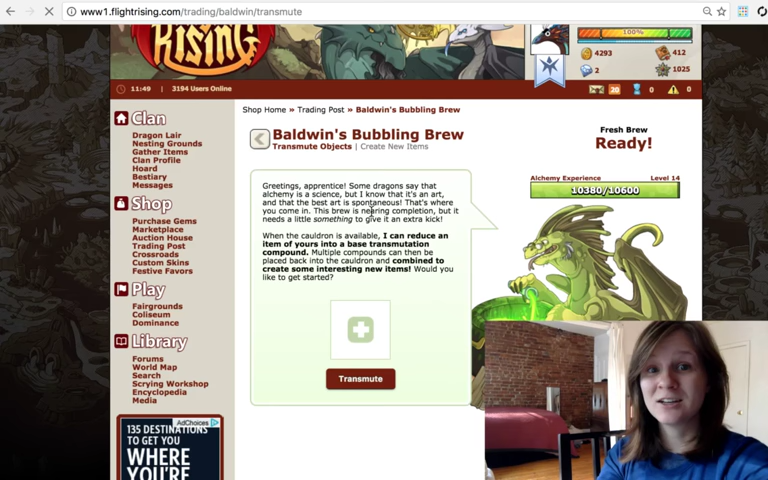 www1.flightrising.com/trading/baldwin/transmute
RISING
100%
4293
412
2
1025
11:49 3194 Users Online
20
0
0
Clan
Dragon Lair
Nesting Grounds
Gather Items
Clan Profile
Hoard
Bestiary
Messages
Shop
Purchase Gems
Marketplace
Auction House
Trading Post
Crossroads
Custom Skins
Festive Favors
Play
Fairgrounds
Coliseum
Dominance
Library
Forums
World Map
Search
Scrying Workshop
Encyclopedia
Media
AdChoices
135 DESTINATIONS
TO GET YOU
WHERE
YOU'RE
Shop Home » Trading Post » Baldwin's Bubbling Brew
Baldwin's Bubbling Brew
Transmute Objects | Create New Items
Fresh Brew
Ready!
Alchemy Experience Level 14
10380/10600
Greetings, apprentice! Some dragons say that
alchemy is a science, but I know that it's an art,
and that the best art is spontaneous! That's where
you come in. This brew is nearing completion, but it
needs a little something to give it an extra kick!
When the cauldron is available, I can reduce an
item of yours into a base transmutation
compound. Multiple compounds can then be
placed back into the cauldron and combined to
create some interesting new items! Would you
like to get started?
Transmute